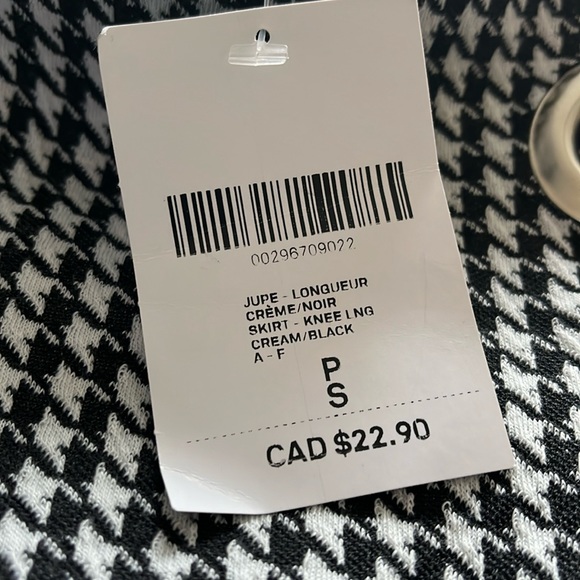 00296709022
JUPE - LONGUEUR
CRÈME/NOIR
SKIRT - KNEE LNG
CREAM/BLACK
A - F
P
S
CAD $22.90